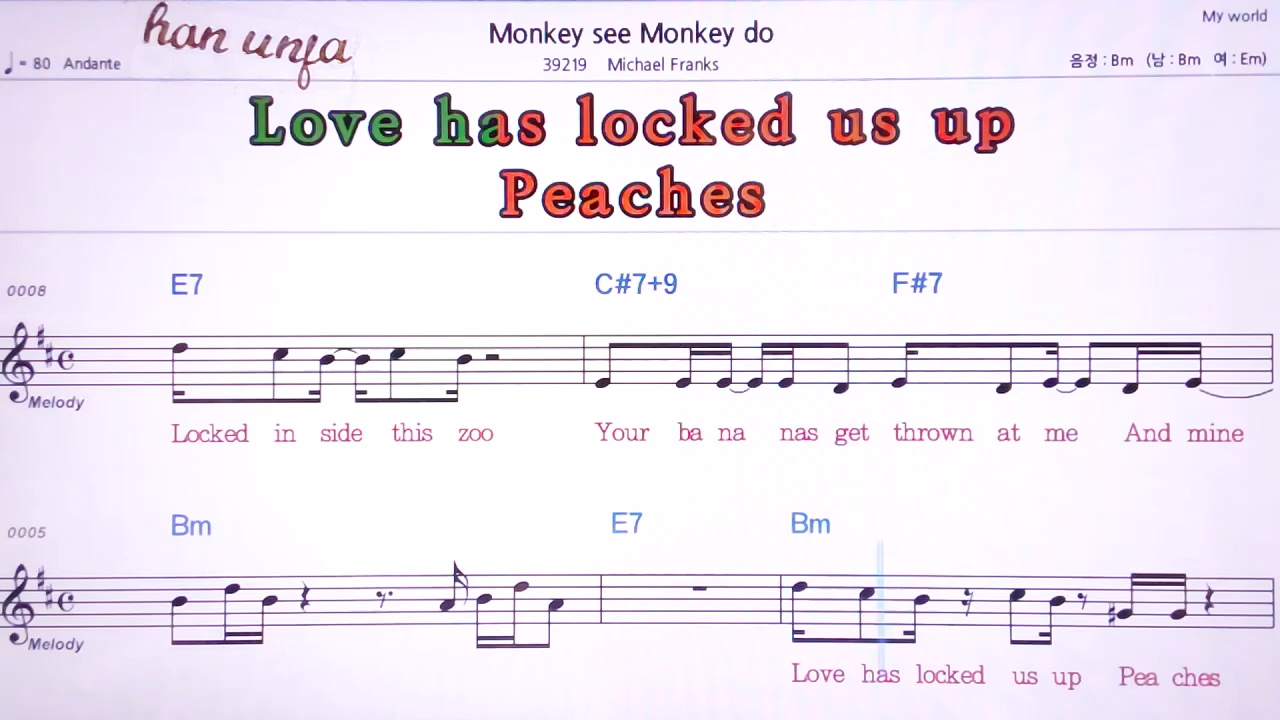 han unfa
My world
Monkey see Monkey do
♩= 80 Andante
39219 Michael Franks
음정 : Bm (남 : Bm 여 : Em)
Love has locked us up
Peaches
0008 E7 C#7+9 F#7
Melody
Locked in side this zoo Your ba na nas get thrown at me And mine
0005 Bm E7 Bm
Melody
Love has locked us up Pea ches